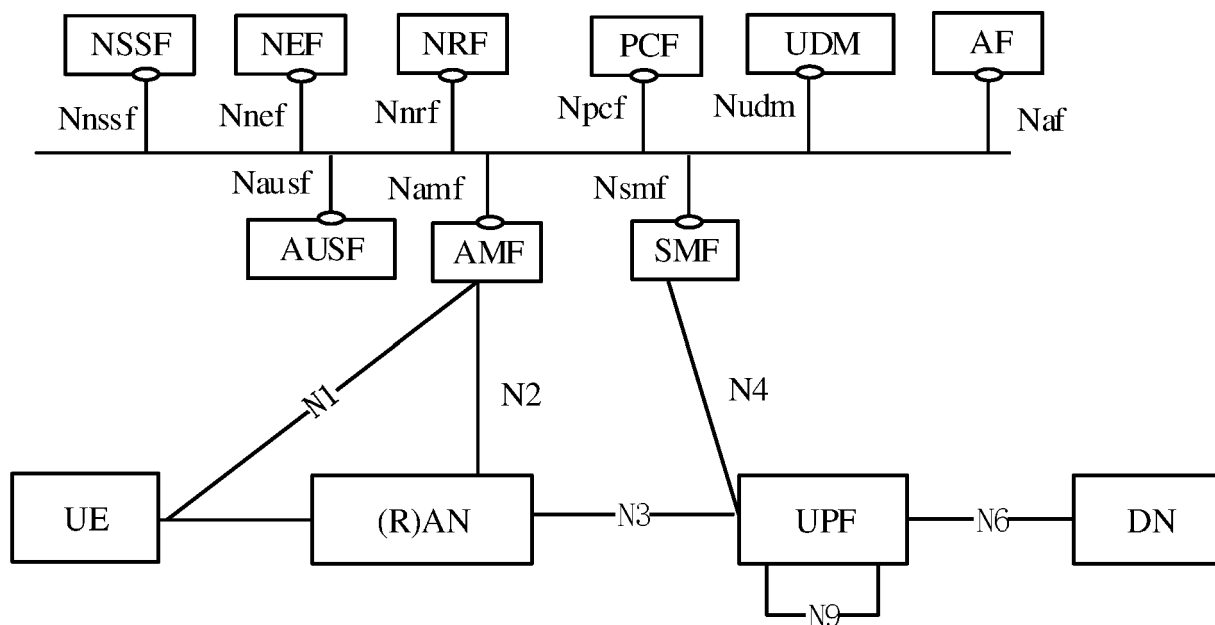 NSSF NEF NRF PCF UDM AF
Nnssf Nnef Nnrf Npcf Nudm Naf
Nausf Namf Nsmf
AUSF AMF SMF
N1 N2 N4
UE (R)AN N3 UPF N6 DN
N9